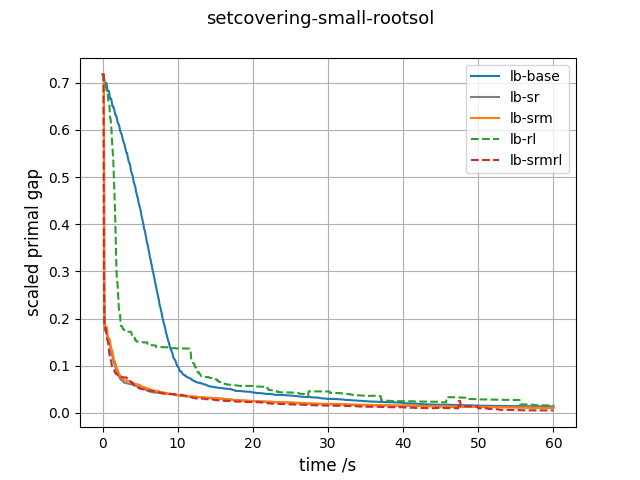 setcovering-small-rootsol
scaled primal gap
0.7
0.6
0.5
0.4
0.3
0.2
0.1
0.0
lb-base
lb-sr
lb-srm
lb-rl
lb-srmrl
0 10 20 30 40 50 60
time /s